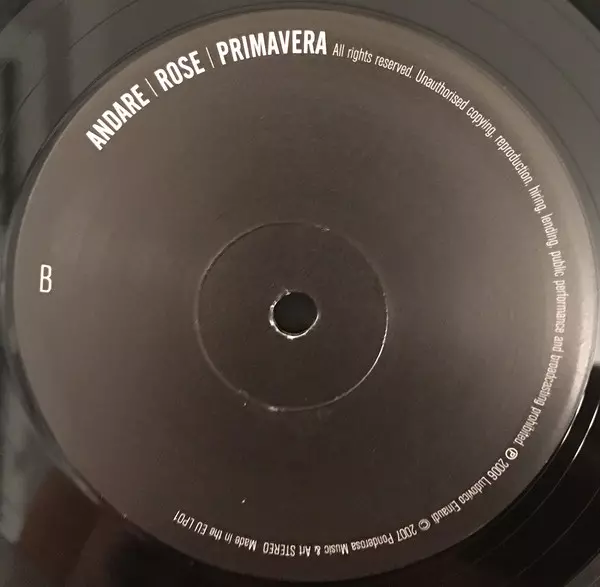 ANDARE | ROSE | PRIMAVERA All rights reserved. Unauthorised copying, reproduction, hiring, lending, public performance and broadcasting prohibited. ℗ 2006 Ludovico Einaudi © 2007 Ponderosa Music & Art STEREO Made in the EU LP01
B